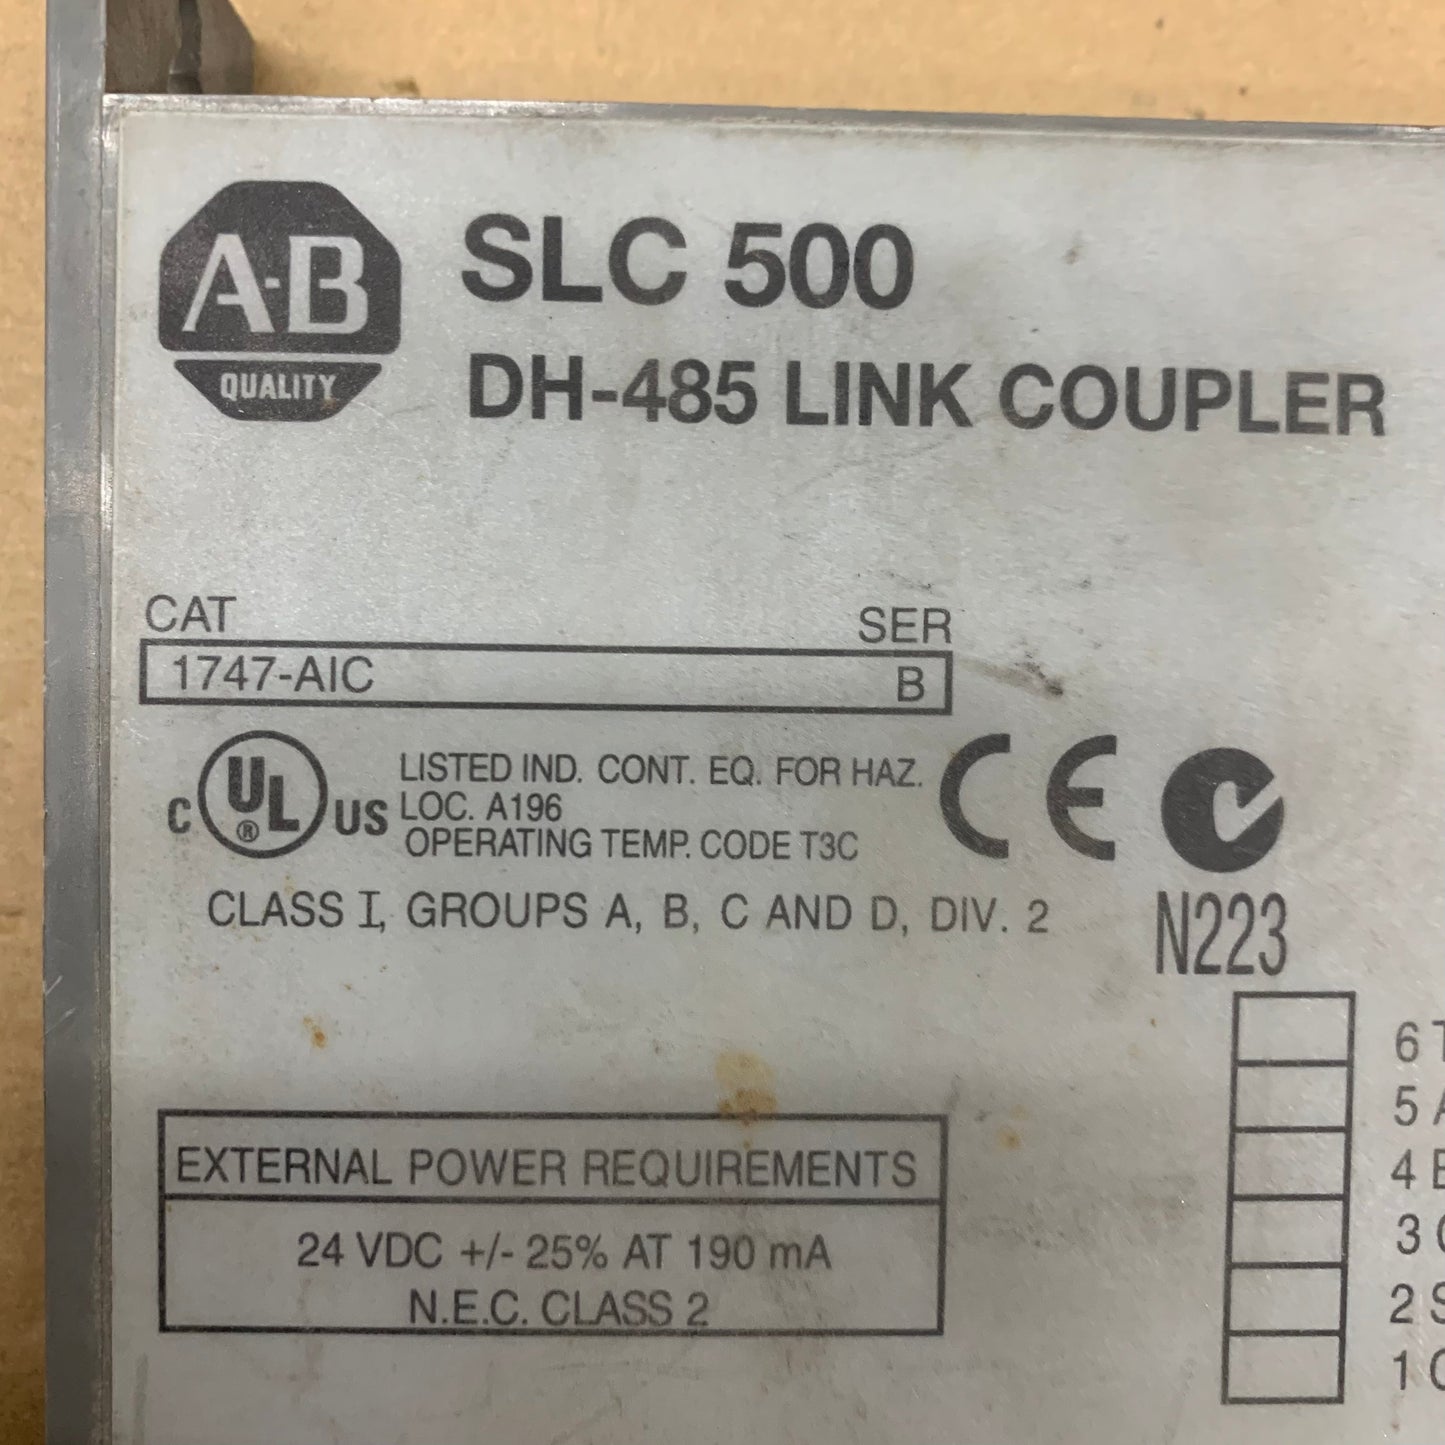 A-B
QUALITY
SLC 500
DH-485 LINK COUPLER
CAT SER
1747-AIC B
C UL ® US
LISTED IND. CONT. EQ. FOR HAZ.
LOC. A196
OPERATING TEMP. CODE T3C
CE
N223
CLASS I, GROUPS A, B, C AND D, DIV. 2
EXTERNAL POWER REQUIREMENTS
24 VDC +/- 25% AT 190 mA
N.E.C. CLASS 2
6
5
4
3
2
1